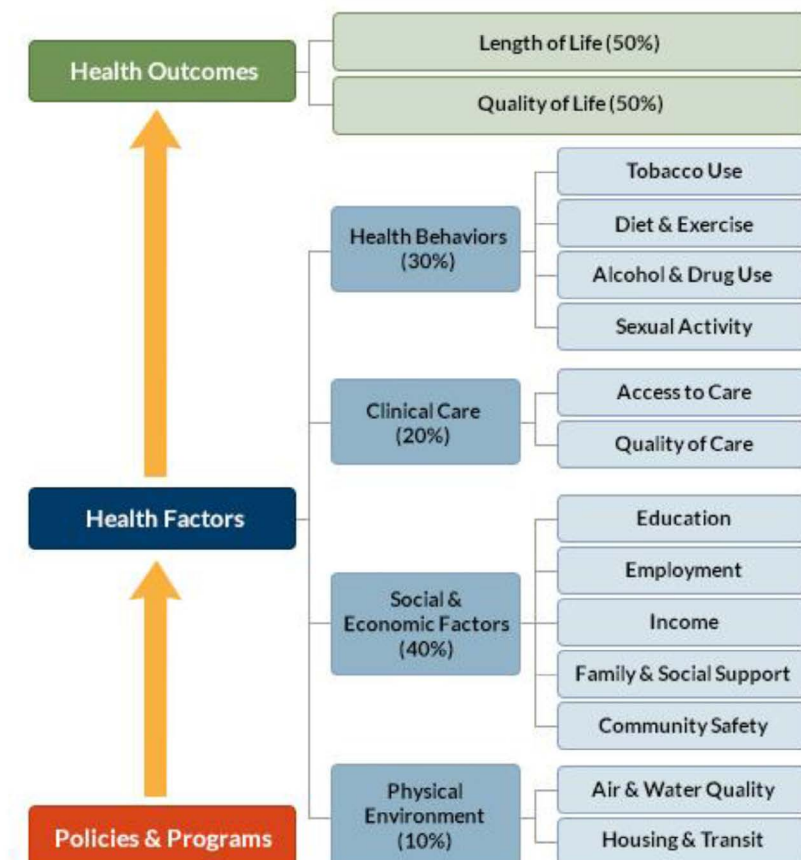 Health Outcomes
Length of Life (50%)
Quality of Life (50%)
Health Behaviors
(30%)
Tobacco Use
Diet & Exercise
Alcohol & Drug Use
Sexual Activity
Clinical Care
(20%)
Access to Care
Quality of Care
Health Factors
Social &
Economic Factors
(40%)
Education
Employment
Income
Family & Social Support
Community Safety
Physical
Environment
(10%)
Air & Water Quality
Housing & Transit
Policies & Programs